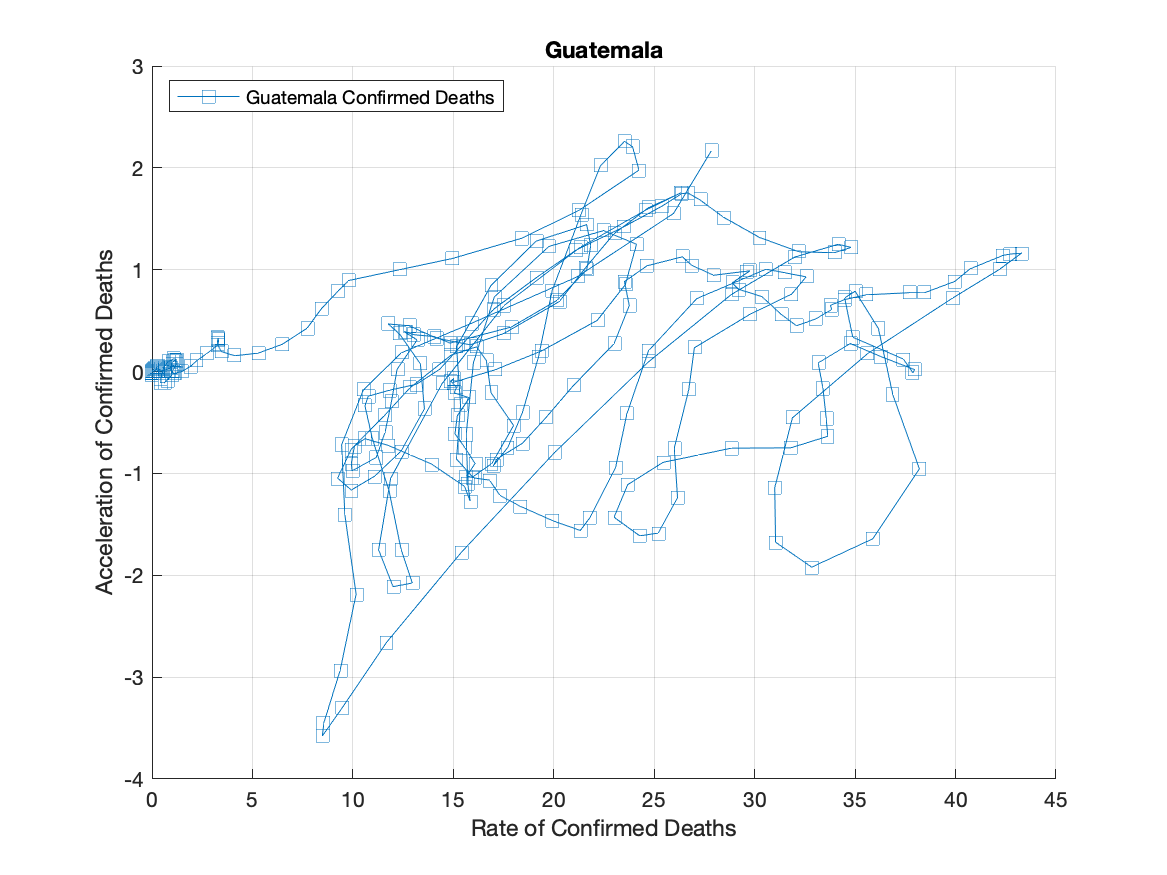 Guatemala
3
Guatemala Confirmed Deaths
2
1
0
-1
-2
-3
-4
Acceleration of Confirmed Deaths
0 5 10 15 20 25 30 35 40 45
Rate of Confirmed Deaths